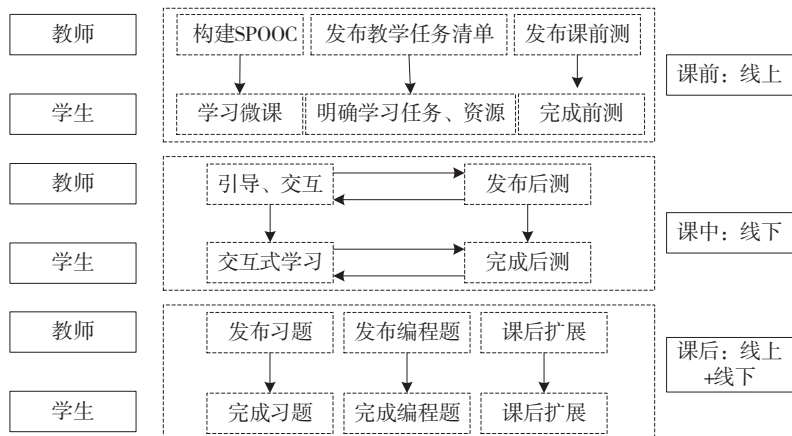 教师
构建SPOOC
发布教学任务清单
发布课前测
课前：线上
学生
学习微课
明确学习任务、资源
完成前测
教师
引导、交互
发布后测
课中：线下
学生
交互式学习
完成后测
教师
发布习题
发布编程题
课后扩展
课后：线上
+线下
学生
完成习题
完成编程题
课后扩展